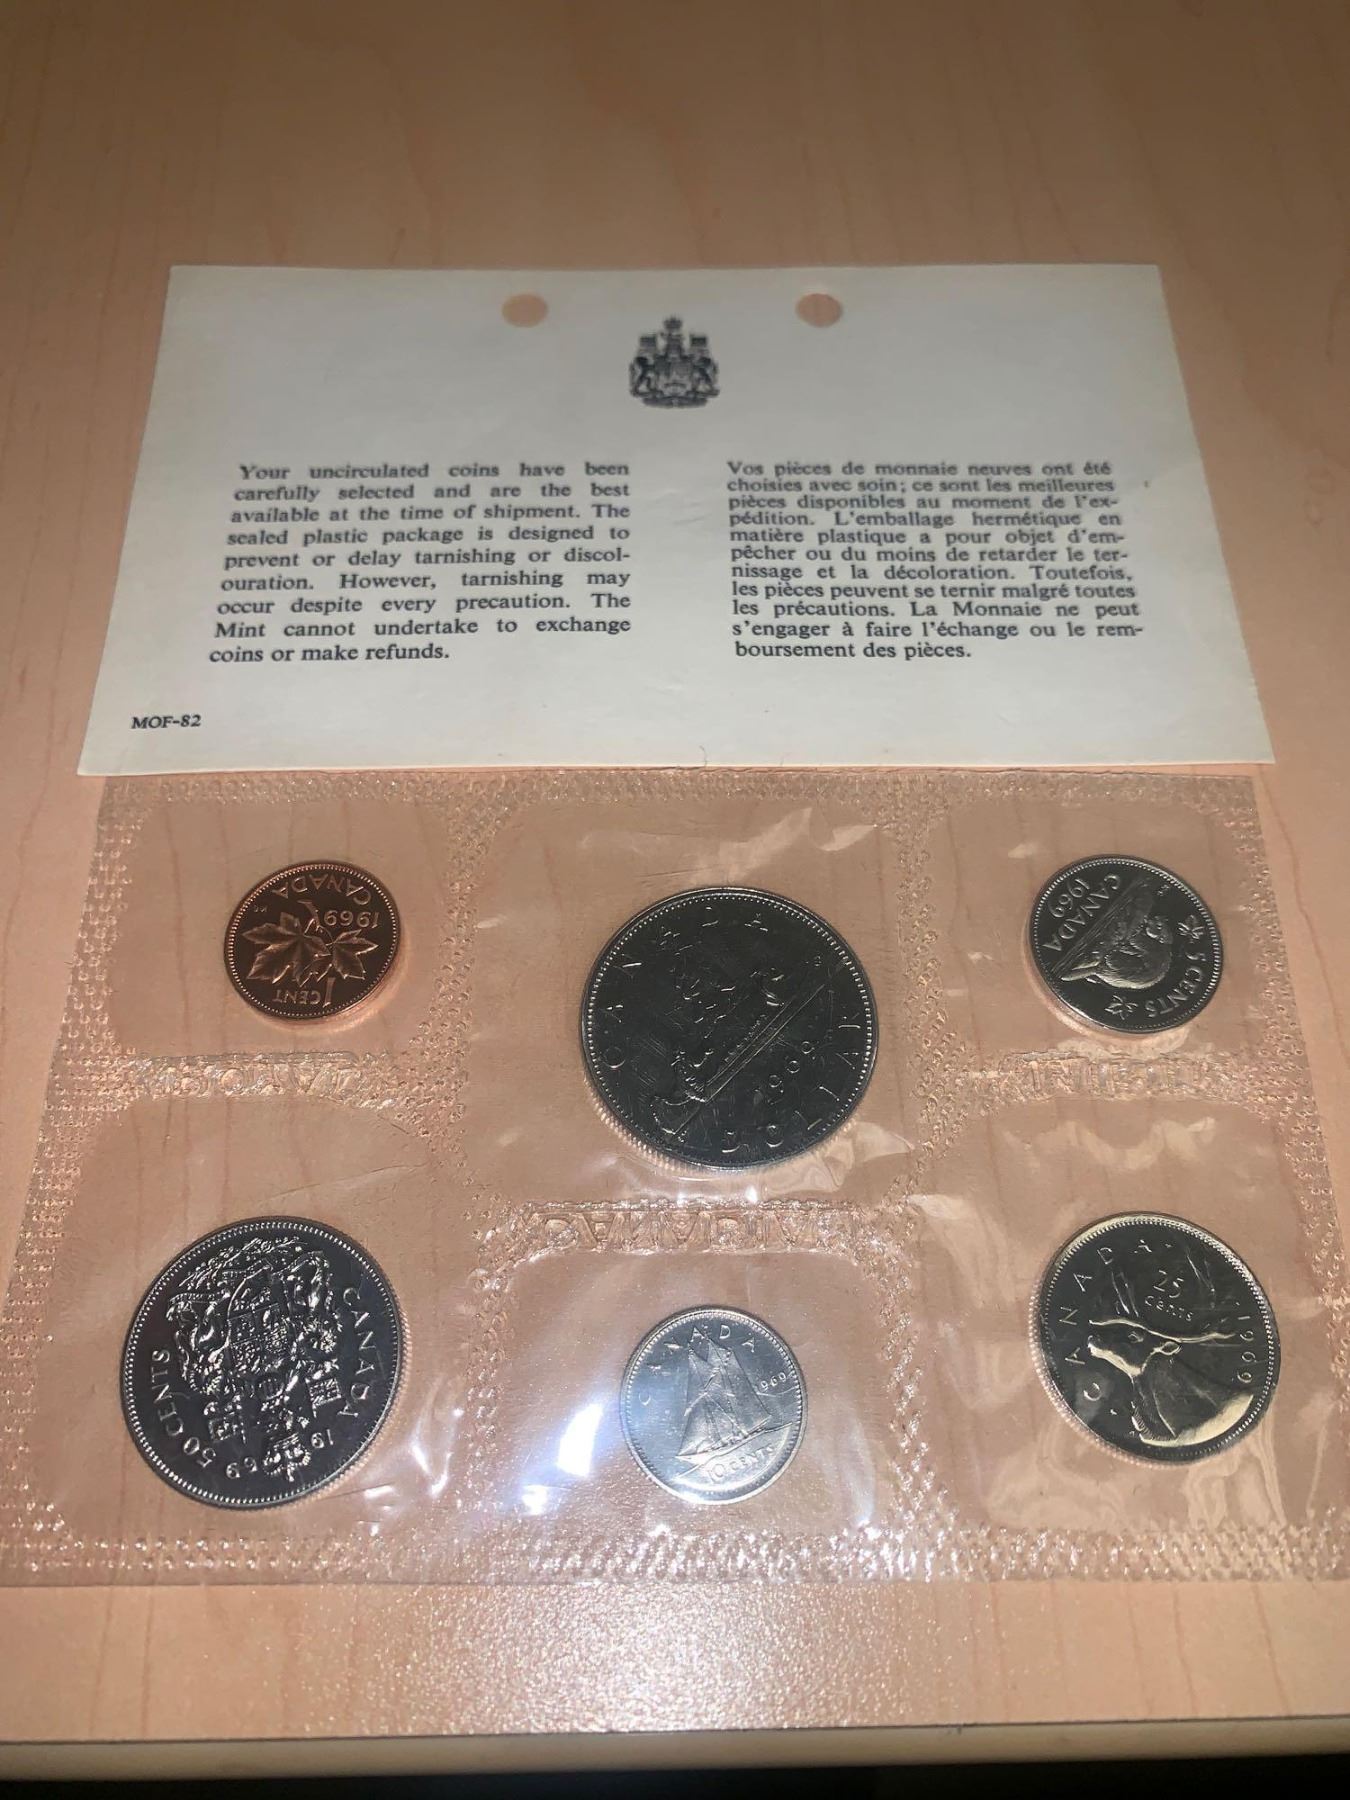 Your uncirculated coins have been
carefully selected and are the best
available at the time of shipment. The
sealed plastic package is designed to
prevent or delay tarnishing or discol-
ouration. However, tarnishing may
occur despite every precaution. The
Mint cannot undertake to exchange
coins or make refunds.
Vos pièces de monnaie neuves ont été
choisies avec soin; ce sont les meilleures
pièces disponibles au moment de l'ex-
pédition. L'emballage hermétique en
matière plastique a pour objet d'em-
pêcher ou du moins de retarder le ter-
nissage et la décoloration. Toutefois,
les pièces peuvent se ternir malgré toutes
les précautions. La Monnaie ne peut
s'engager à faire l'échange ou le rem-
boursement des pièces.
MOF-82
CANADA
1969
1 CENT
CANADA
1969
DOLLAR
CANADA
1969
5 CENTS
CANADA
1969
50 CENTS
CANADA
1969
10 CENTS
CANADA
25
CENTS
1969